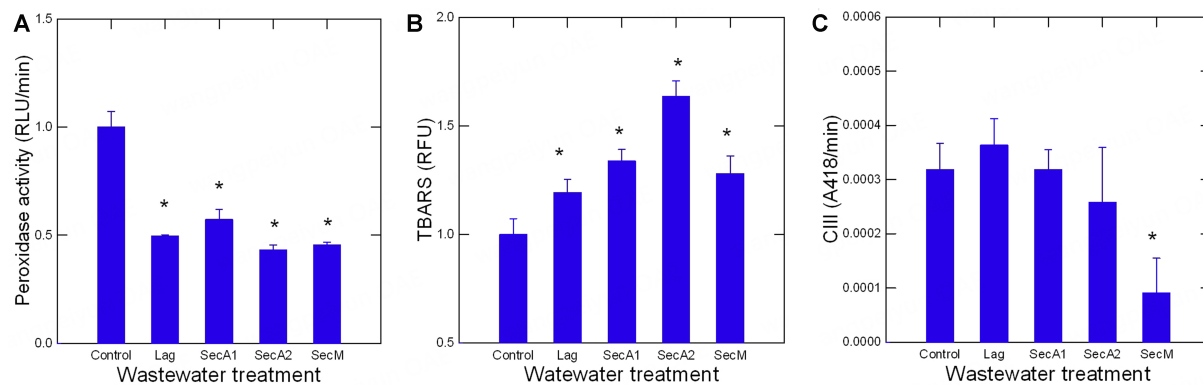 A
Peroxidase activity (RLU/min)
1.5
1.0
0.5
0.0
*
*
*
*
Control Lag SecA1 SecA2 SecM
Wastewater treatment
B
TBARS (RFU)
2.0
1.5
1.0
0.5
*
*
*
*
Control Lag SecA1 SecA2 SecM
Watewater treatment
C
CIII (A418/min)
0.0006
0.0005
0.0004
0.0003
0.0002
0.0001
0.0000
*
Control Lag SecA1 SecA2 SecM
Wastewater treatment